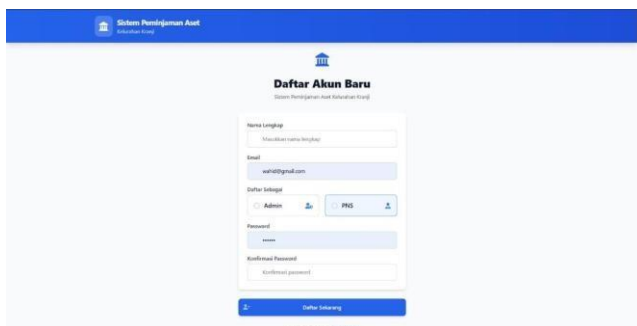 Sistem Peminjaman Aset
Kelurahan Kranji
Daftar Akun Baru
Sistem Peminjaman Aset Kelurahan Kranji
Nama Lengkap
Masukkan nama lengkap
Email
wahid@gmail.com
Daftar Sebagai
Admin
PNS
Password
••••••
Konfirmasi Password
Konfirmasi password
Daftar Sekarang